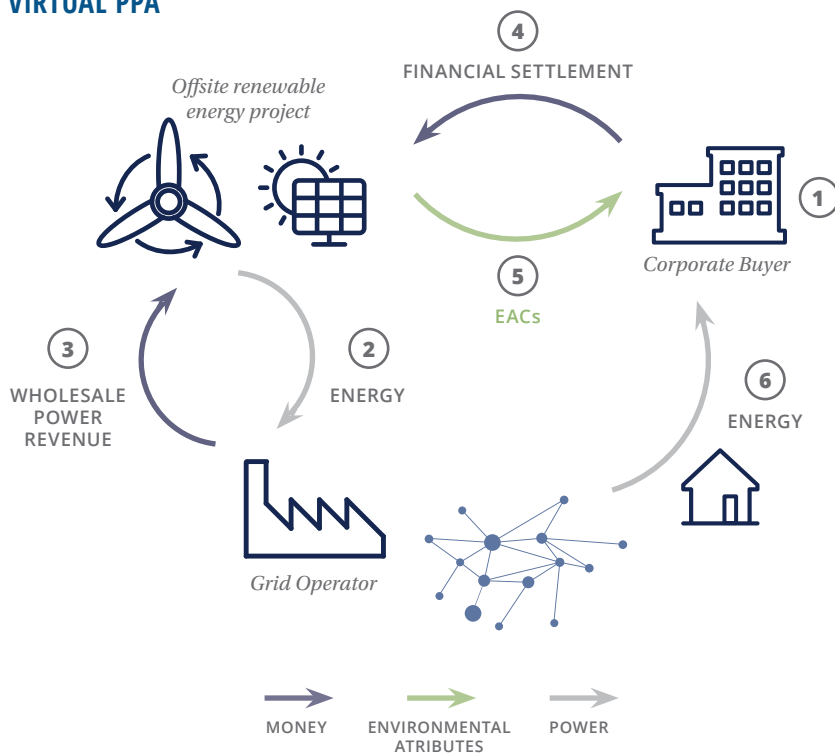 VIRTUAL PPA
4
FINANCIAL SETTLEMENT
Offsite renewable
energy project
1
Corporate Buyer
5
EACs
3
WHOLESALE
POWER
REVENUE
2
ENERGY
6
ENERGY
Grid Operator
MONEY
ENVIRONMENTAL
ATRIBUTES
POWER